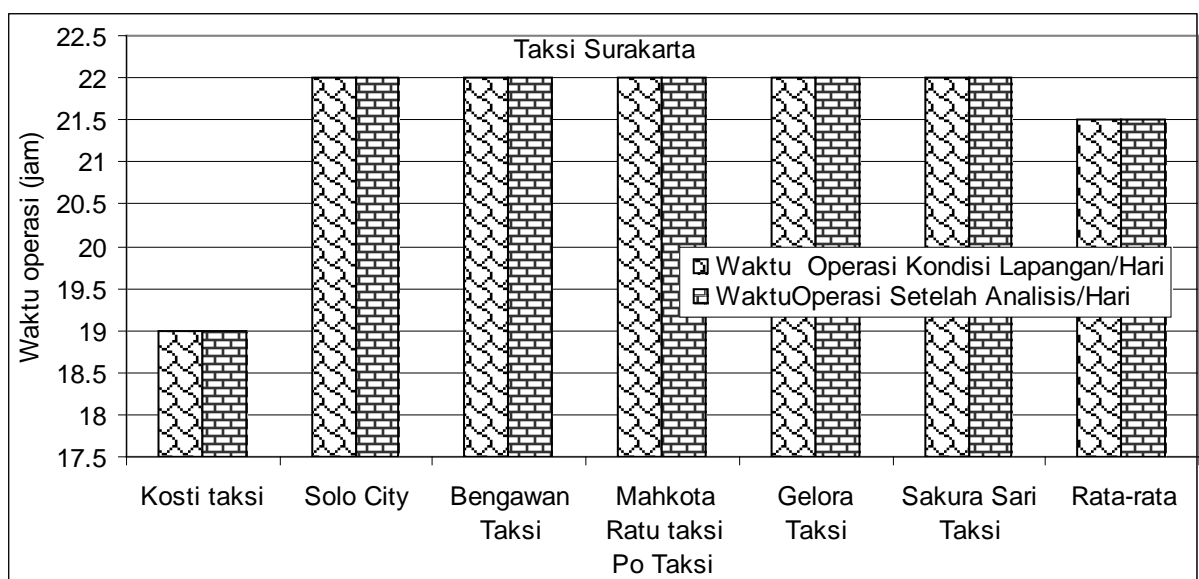 Taksi Surakarta
Waktu operasi (jam)
22.5
22
21.5
21
20.5
20
19.5
19
18.5
18
17.5
Waktu Operasi Kondisi Lapangan/Hari
WaktuOperasi Setelah Analisis/Hari
Kosti taksi
Solo City
Bengawan
Taksi
Mahkota
Ratu taksi
Gelora
Taksi
Sakura Sari
Taksi
Rata-rata
Po Taksi